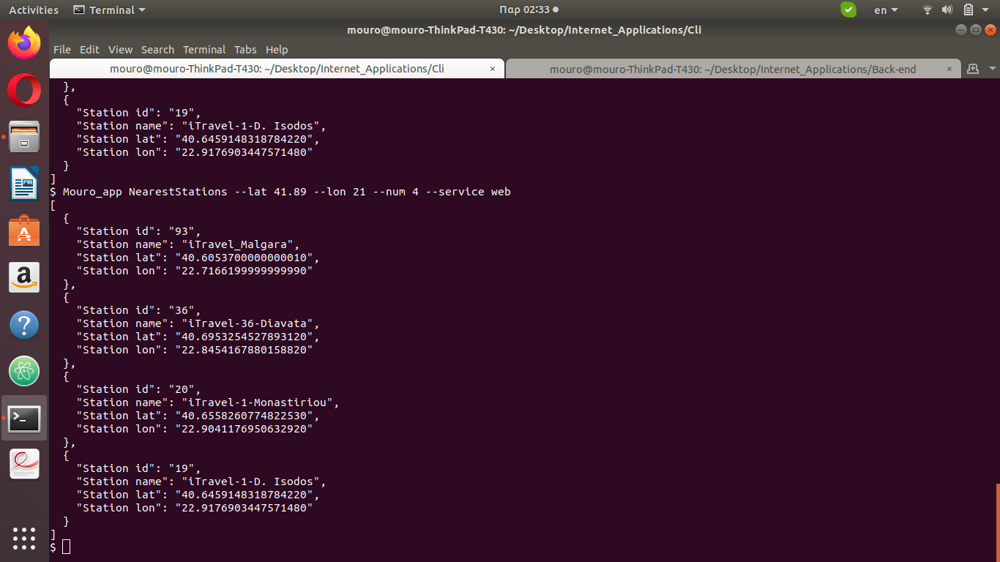 Activities
Terminal
Παρ 02:33
en
mouro@mouro-ThinkPad-T430: ~/Desktop/Internet_Applications/Cli
File Edit View Search Terminal Tabs Help
mouro@mouro-ThinkPad-T430: ~/Desktop/Internet_Applications/Cli ×
mouro@mouro-ThinkPad-T430: ~/Desktop/Internet_Applications/Back-end ×
  },
  {
    "Station id": "19",
    "Station name": "iTravel-1-D. Isodos",
    "Station lat": "40.6459148318784220",
    "Station lon": "22.9176903447571480"
  }
]
$ Mouro_app NearestStations --lat 41.89 --lon 21 --num 4 --service web
[
  {
    "Station id": "93",
    "Station name": "iTravel_Malgara",
    "Station lat": "40.6053700000000010",
    "Station lon": "22.7166199999999990"
  },
  {
    "Station id": "36",
    "Station name": "iTravel-36-Diavata",
    "Station lat": "40.6953254527893120",
    "Station lon": "22.8454167880158820"
  },
  {
    "Station id": "20",
    "Station name": "iTravel-1-Monastiriou",
    "Station lat": "40.6558260774822530",
    "Station lon": "22.9041176950632920"
  },
  {
    "Station id": "19",
    "Station name": "iTravel-1-D. Isodos",
    "Station lat": "40.6459148318784220",
    "Station lon": "22.9176903447571480"
  }
]
$